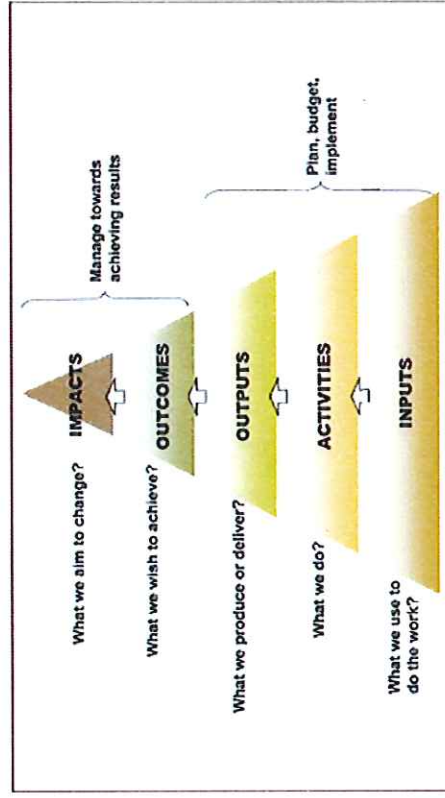 What we aim to change?
IMPACTS
Manage towards
achieving results
What we wish to achieve?
OUTCOMES
What we produce or deliver?
OUTPUTS
What we do?
ACTIVITIES
Plan, budget,
implement
What we use to
do the work?
INPUTS